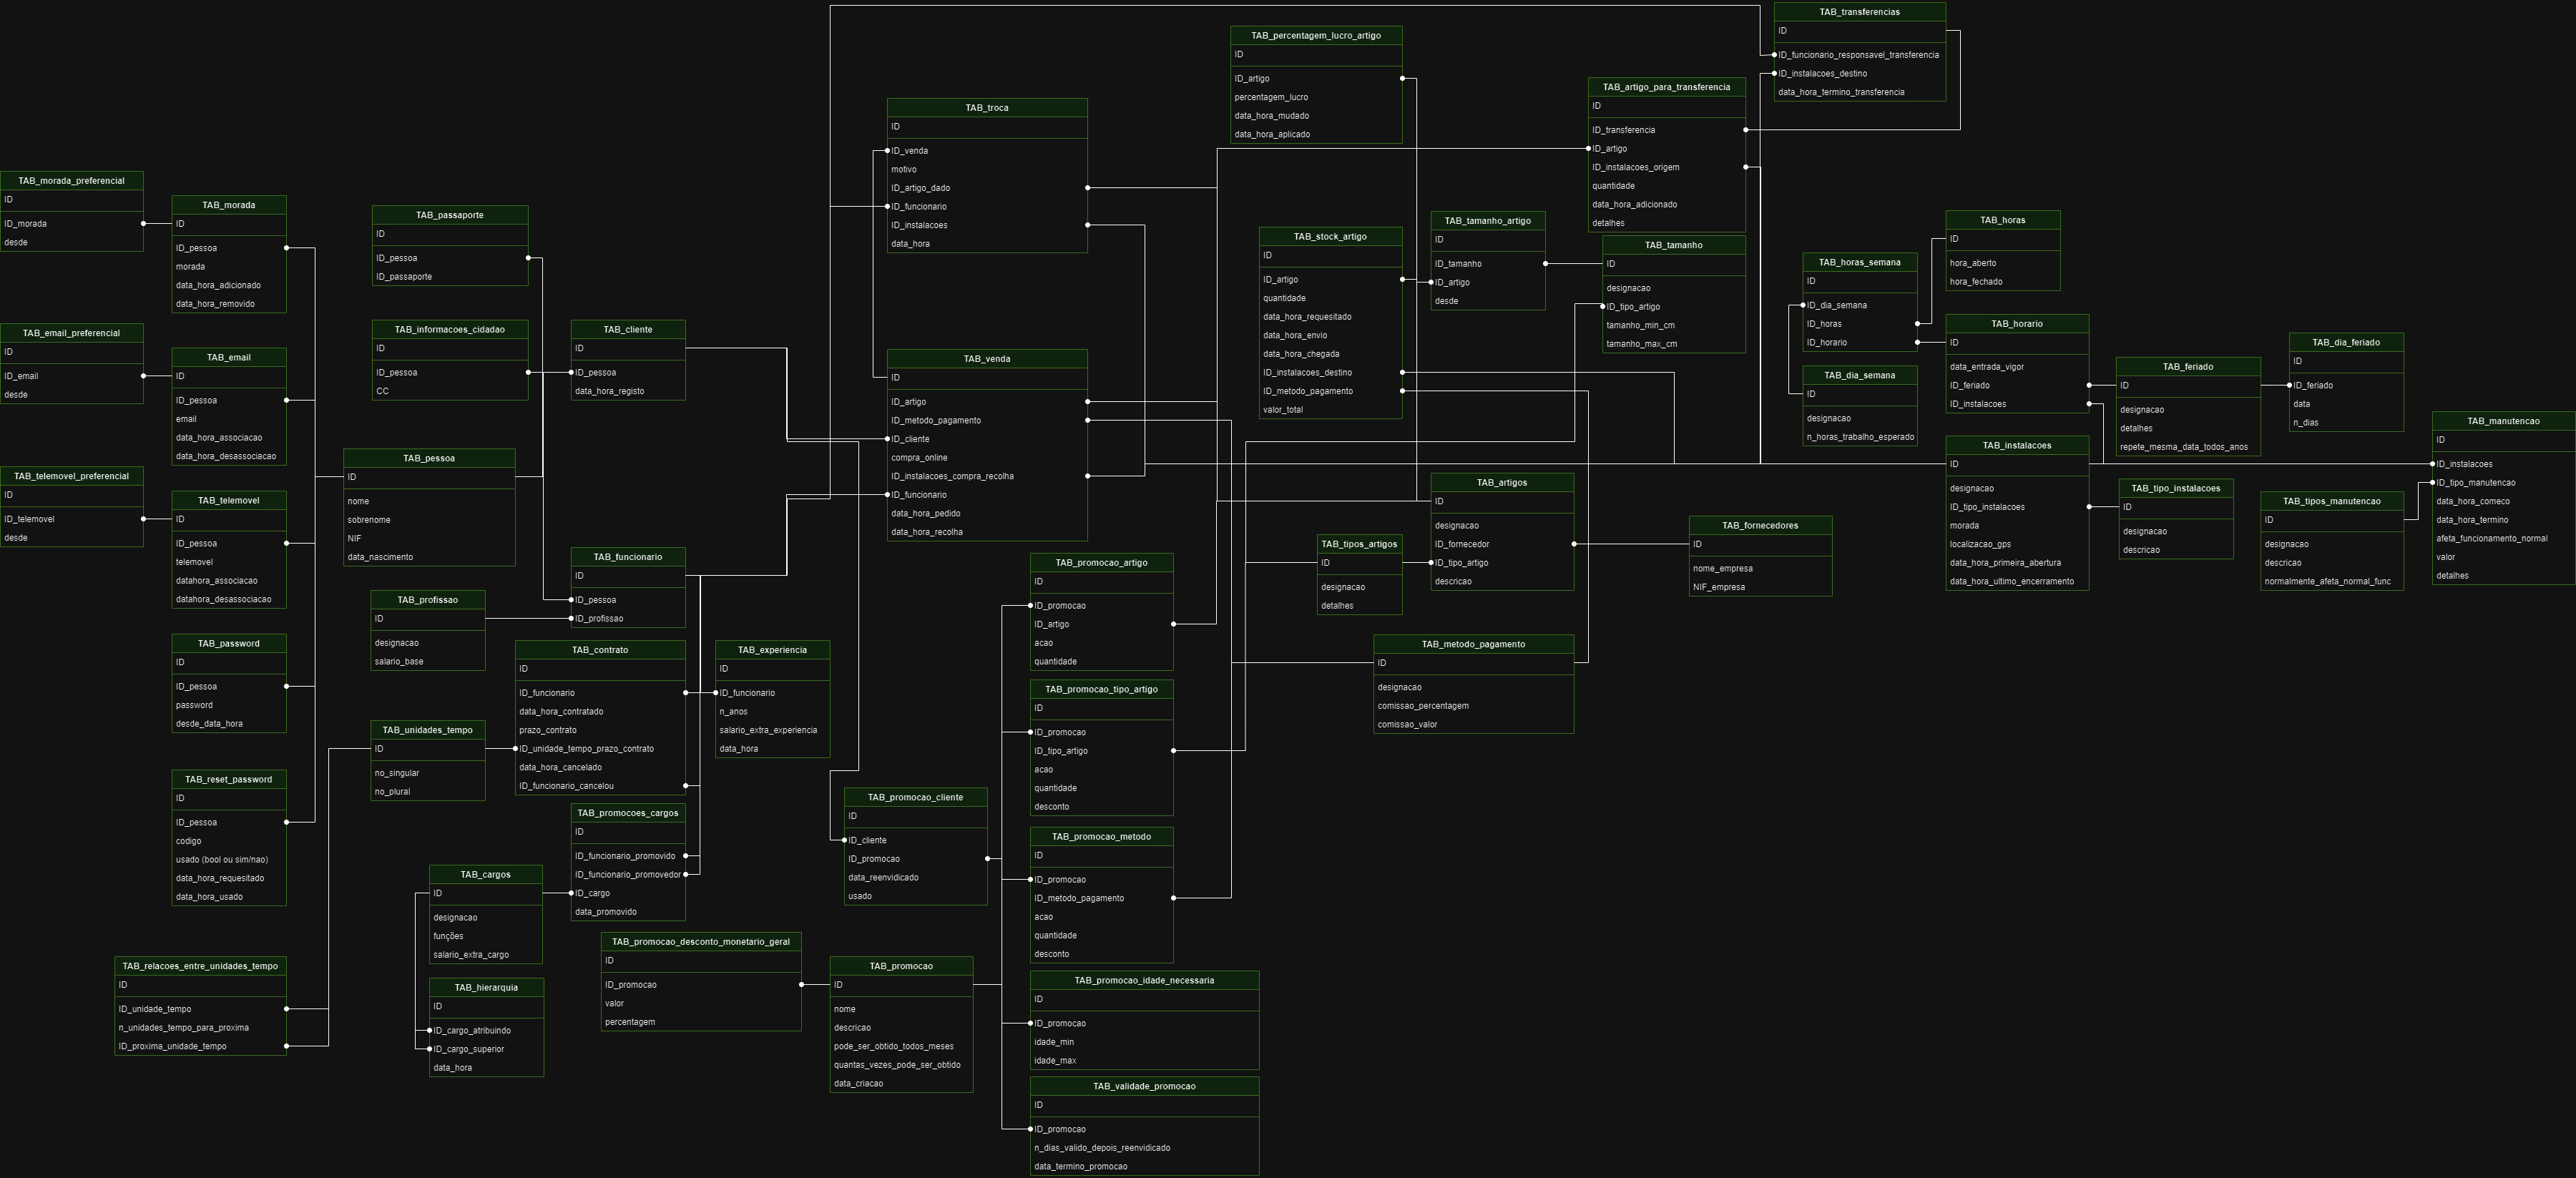 TAB_morada_preferencial
ID
ID_morada
desde
TAB_email_preferencial
ID
ID_email
desde
TAB_telemovel_preferencial
ID
ID_telemovel
desde
TAB_morada
ID
ID_pessoa
morada
data_hora_adicionado
data_hora_removido
TAB_email
ID
ID_pessoa
email
data_hora_associacao
data_hora_desassociacao
TAB_telemovel
ID
ID_pessoa
telemovel
datahora_associacao
datahora_desassociacao
TAB_password
ID
ID_pessoa
password
desde_data_hora
TAB_reset_password
ID
ID_pessoa
codigo
usado (bool ou sim/nao)
data_hora_requesitado
data_hora_usado
TAB_relacoes_entre_unidades_tempo
ID
ID_unidade_tempo
n_unidades_tempo_para_proxima
ID_proxima_unidade_tempo
TAB_passaporte
ID
ID_pessoa
ID_passaporte
TAB_informacoes_cidadao
ID
ID_pessoa
CC
TAB_pessoa
ID
nome
sobrenome
NIF
data_nascimento
TAB_profissao
ID
designacao
salario_base
TAB_unidades_tempo
ID
no_singular
no_plural
TAB_cargos
ID
designacao
funções
salario_extra_cargo
TAB_hierarquia
ID
ID_cargo_atribuindo
ID_cargo_superior
data_hora
TAB_cliente
ID
ID_pessoa
data_hora_registo
TAB_funcionario
ID
ID_pessoa
ID_profissao
TAB_contrato
ID
ID_funcionario
data_hora_contratado
prazo_contrato
ID_unidade_tempo_prazo_contrato
data_hora_cancelado
ID_funcionario_cancelou
TAB_promocoes_cargos
ID
ID_funcionario_promovido
ID_funcionario_promovedor
ID_cargo
data_promovido
TAB_experiencia
ID
ID_funcionario
n_anos
salario_extra_experiencia
data_hora
TAB_promocao_desconto_monetario_geral
ID
ID_promocao
valor
percentagem
TAB_troca
ID
ID_venda
motivo
ID_artigo_dado
ID_funcionario
ID_instalacoes
data_hora
TAB_venda
ID
ID_artigo
ID_metodo_pagamento
ID_cliente
compra_online
ID_instalacoes_compra_recolha
ID_funcionario
data_hora_pedido
data_hora_recolha
TAB_promocao_cliente
ID
ID_cliente
ID_promocao
data_reenvidicado
usado
TAB_promocao
ID
nome
descricao
pode_ser_obtido_todos_meses
quantas_vezes_pode_ser_obtido
data_criacao
TAB_promocao_artigo
ID
ID_promocao
ID_artigo
acao
quantidade
TAB_promocao_tipo_artigo
ID
ID_promocao
ID_tipo_artigo
acao
quantidade
desconto
TAB_promocao_metodo
ID
ID_promocao
ID_metodo_pagamento
acao
quantidade
desconto
TAB_promocao_idade_necessaria
ID
ID_promocao
idade_min
idade_max
TAB_validade_promocao
ID
ID_promocao
n_dias_valido_depois_reenvidicado
data_termino_promocao
TAB_percentagem_lucro_artigo
ID
ID_artigo
percentagem_lucro
data_hora_mudado
data_hora_aplicado
TAB_stock_artigo
ID
ID_artigo
quantidade
data_hora_requesitado
data_hora_envio
data_hora_chegada
ID_instalacoes_destino
ID_metodo_pagamento
valor_total
TAB_tipos_artigos
ID
designacao
detalhes
TAB_tamanho_artigo
ID
ID_tamanho
ID_artigo
desde
TAB_artigos
ID
designacao
ID_fornecedor
ID_tipo_artigo
descricao
TAB_metodo_pagamento
ID
designacao
comissao_percentagem
comissao_valor
TAB_artigo_para_transferencia
ID
ID_transferencia
ID_artigo
ID_instalacoes_origem
quantidade
data_hora_adicionado
detalhes
TAB_tamanho
ID
designacao
ID_tipo_artigo
tamanho_min_cm
tamanho_max_cm
TAB_fornecedores
ID
nome_empresa
NIF_empresa
TAB_transferencias
ID
ID_funcionario_responsavel_transferencia
ID_instalacoes_destino
data_hora_termino_transferencia
TAB_horas_semana
ID
ID_dia_semana
ID_horas
ID_horario
TAB_dia_semana
ID
designacao
n_horas_trabalho_esperado
TAB_horas
ID
hora_aberto
hora_fechado
TAB_horario
ID
data_entrada_vigor
ID_feriado
ID_instalacoes
TAB_instalacoes
ID
designacao
ID_tipo_instalacoes
morada
localizacao_gps
data_hora_primeira_abertura
data_hora_ultimo_encerramento
TAB_feriado
ID
designacao
detalhes
repete_mesma_data_todos_anos
TAB_tipo_instalacoes
ID
designacao
descricao
TAB_dia_feriado
ID
ID_feriado
data
n_dias
TAB_tipos_manutencao
ID
designacao
descricao
normalmente_afeta_normal_func
TAB_manutencao
ID
ID_instalacoes
ID_tipo_manutencao
data_hora_comeco
data_hora_termino
afeta_funcionamento_normal
valor
detalhes